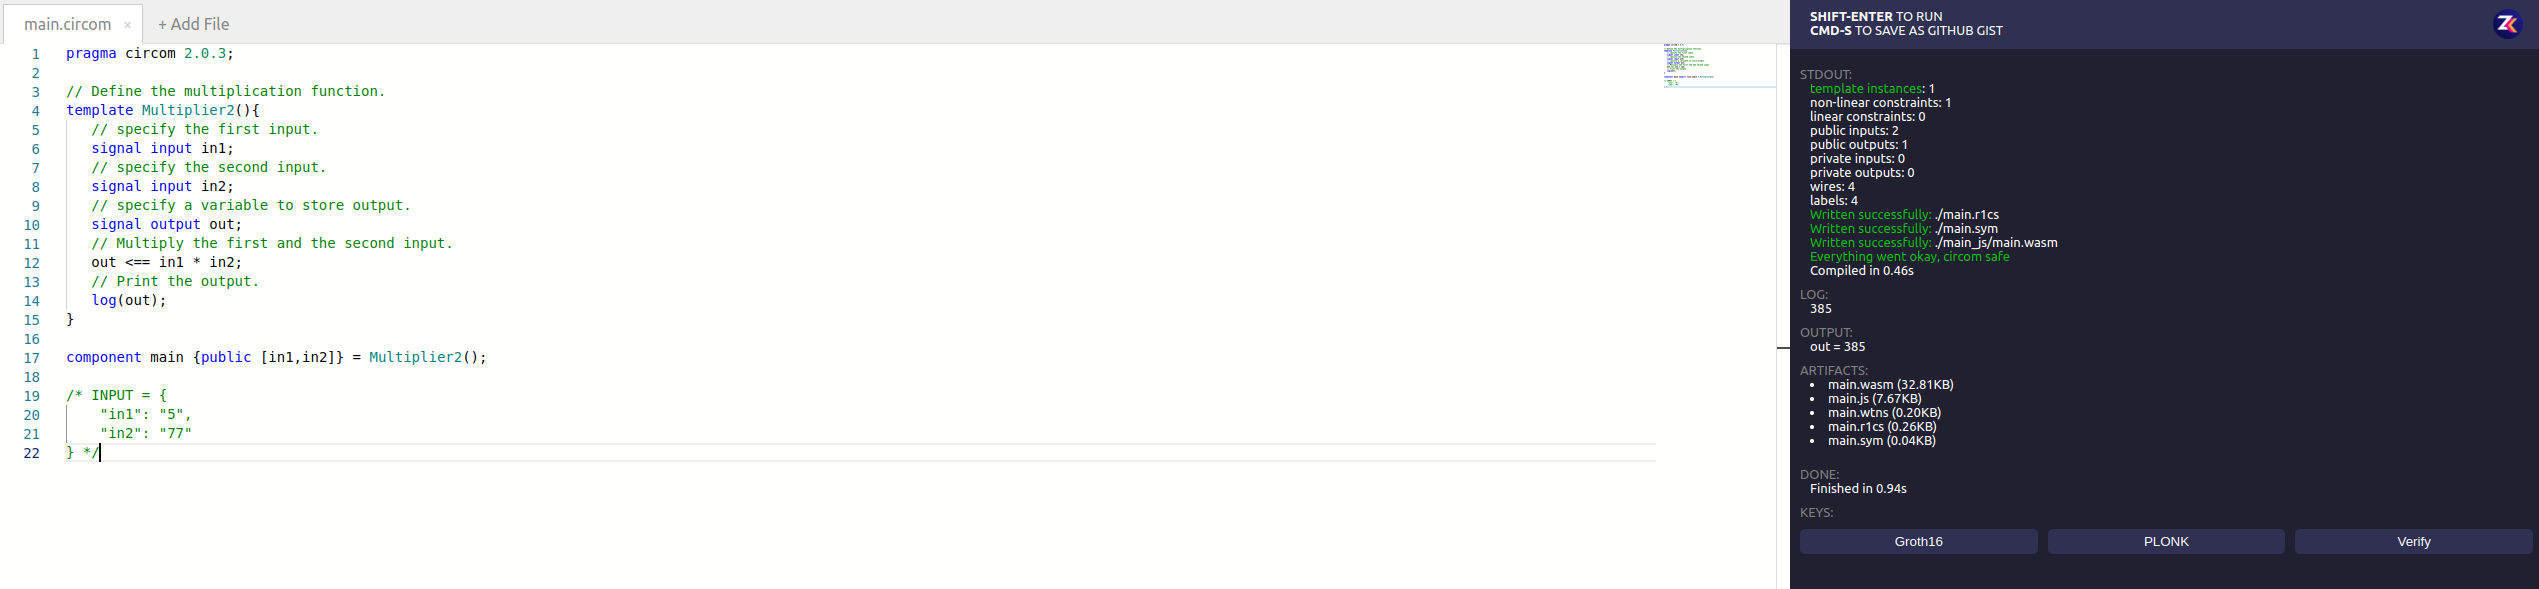 main.circom × + Add File
1 pragma circom 2.0.3;
2
3 // Define the multiplication function.
4 template Multiplier2(){
5 // specify the first input.
6 signal input in1;
7 // specify the second input.
8 signal input in2;
9 // specify a variable to store output.
10 signal output out;
11 // Multiply the first and the second input.
12 out <== in1 * in2;
13 // Print the output.
14 log(out);
15 }
16
17 component main {public [in1,in2]} = Multiplier2();
18
19 /* INPUT = {
20 "in1": "5",
21 "in2": "77"
22 } */
SHIFT-ENTER TO RUN
CMD-S TO SAVE AS GITHUB GIST
ZK
STDOUT:
template instances: 1
non-linear constraints: 1
linear constraints: 0
public inputs: 2
public outputs: 1
private inputs: 0
private outputs: 0
wires: 4
labels: 4
Written successfully: ./main.r1cs
Written successfully: ./main.sym
Written successfully: ./main_js/main.wasm
Everything went okay, circom safe
Compiled in 0.46s
LOG:
385
OUTPUT:
out = 385
ARTIFACTS:
• main.wasm (32.81KB)
• main.js (7.67KB)
• main.wtns (0.20KB)
• main.r1cs (0.26KB)
• main.sym (0.04KB)
DONE:
Finished in 0.94s
KEYS:
Groth16 PLONK Verify